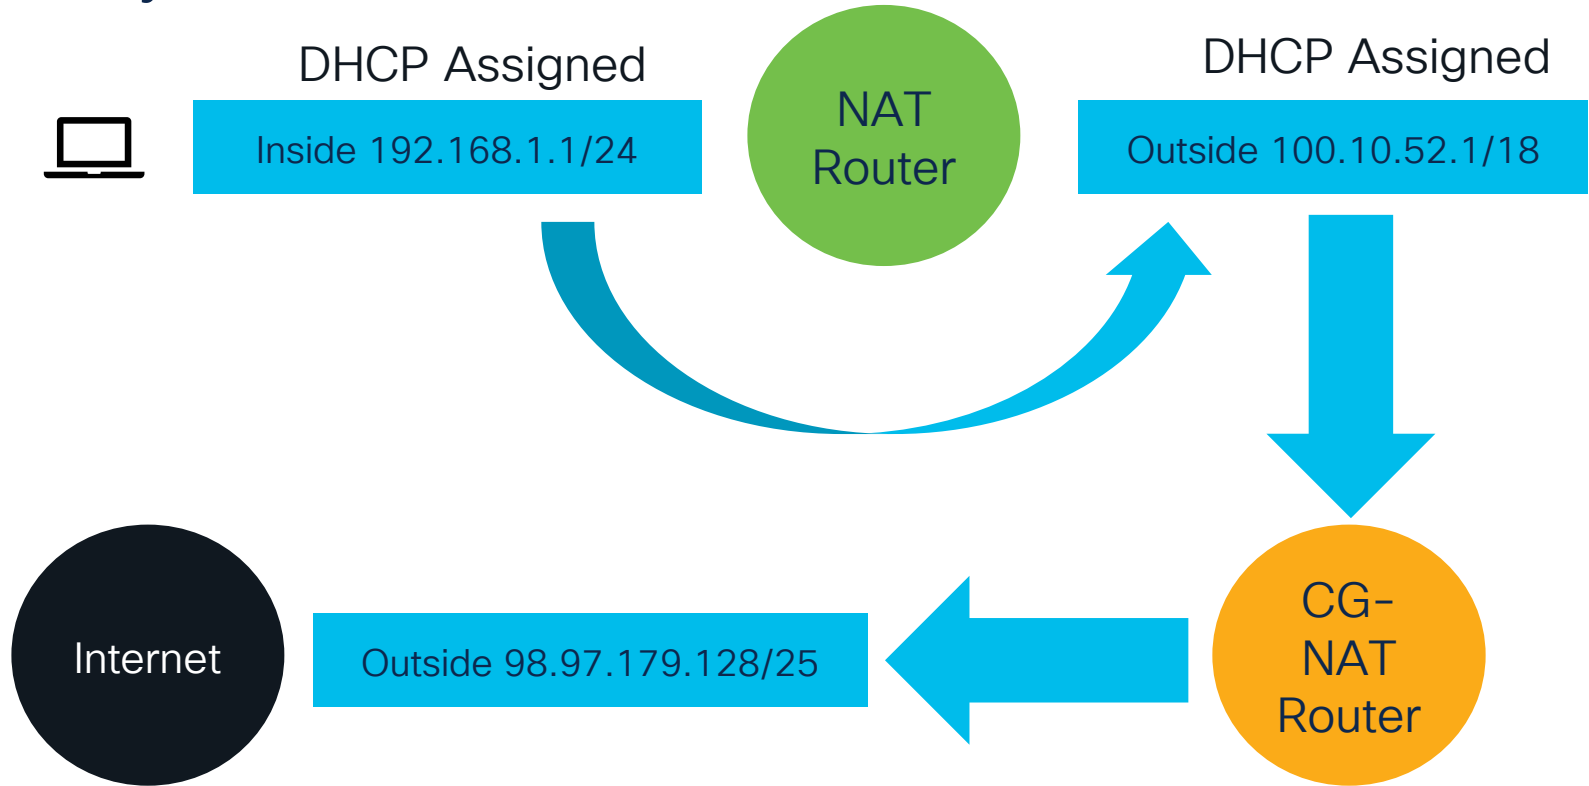 DHCP Assigned
DHCP Assigned
Inside 192.168.1.1/24
NAT
Router
Outside 100.10.52.1/18
Internet
Outside 98.97.179.128/25
CG-
NAT
Router